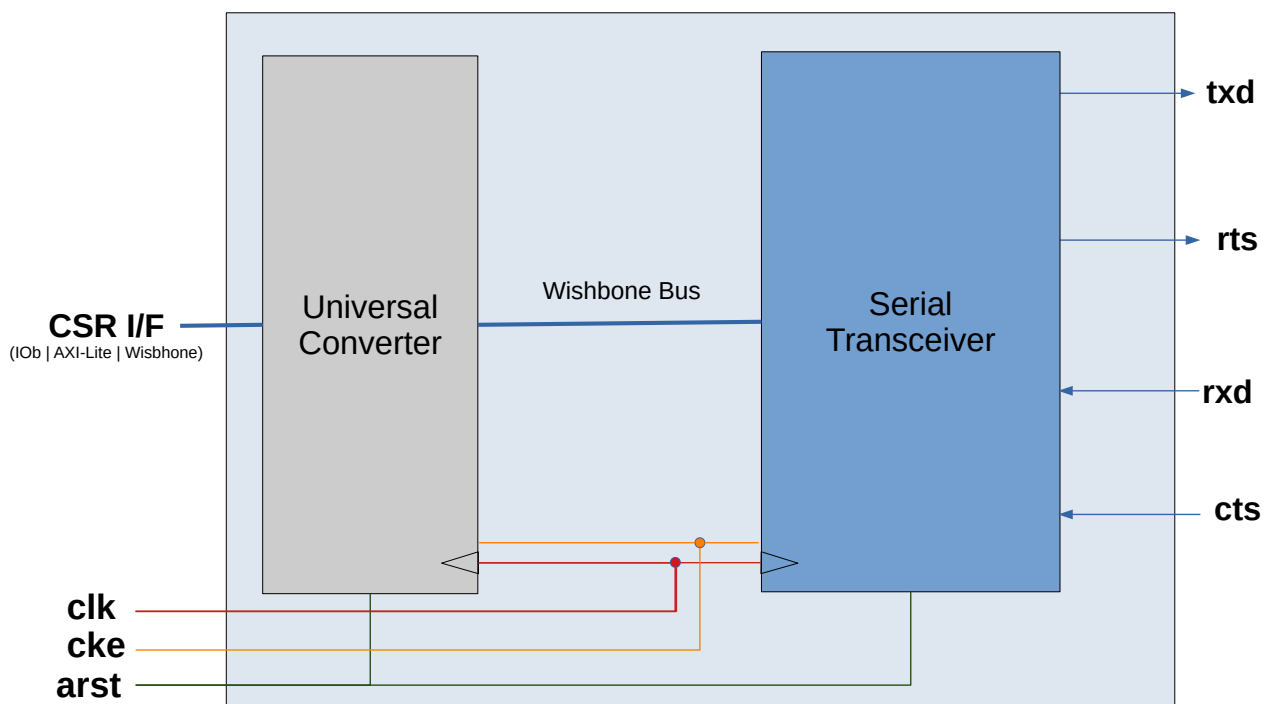 txd
rts
Wishbone Bus
Universal
Converter
Serial
Transceiver
CSR I/F
(IOb | AXI-Lite | Wisbhone)
rxd
cts
clk
cke
arst